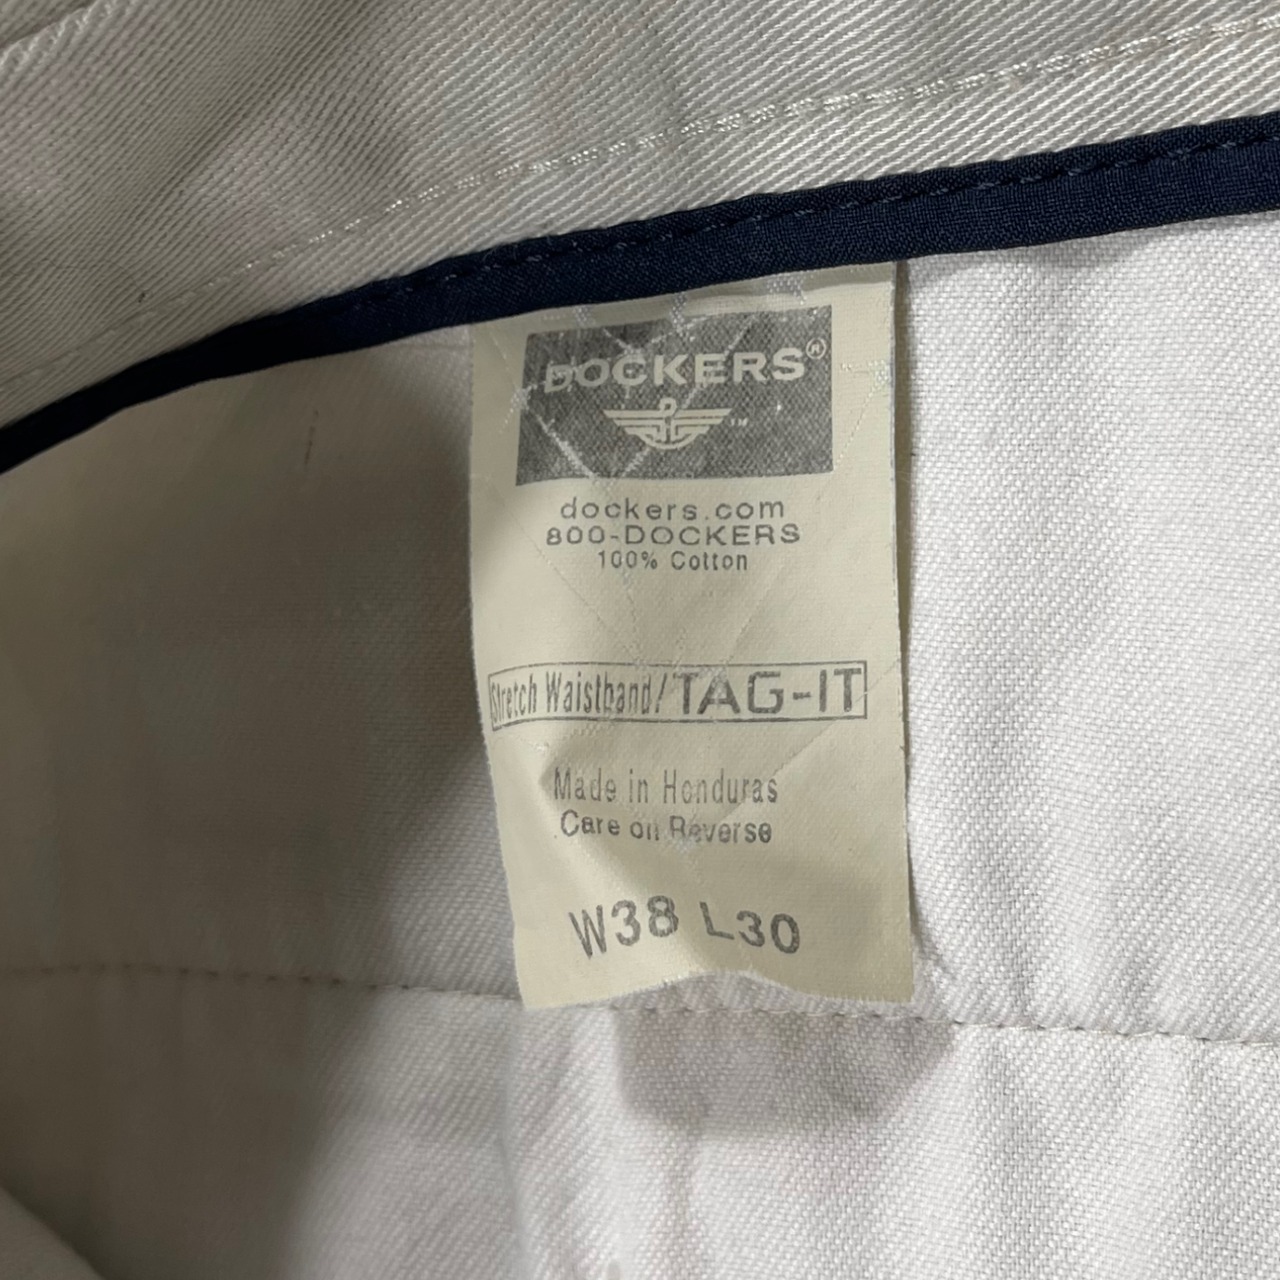 DOCKERS®
™
dockers.com
800-DOCKERS
100% Cotton
Stretch Waistband/TAG-IT
Made in Honduras
Care on Reverse
W38 L30